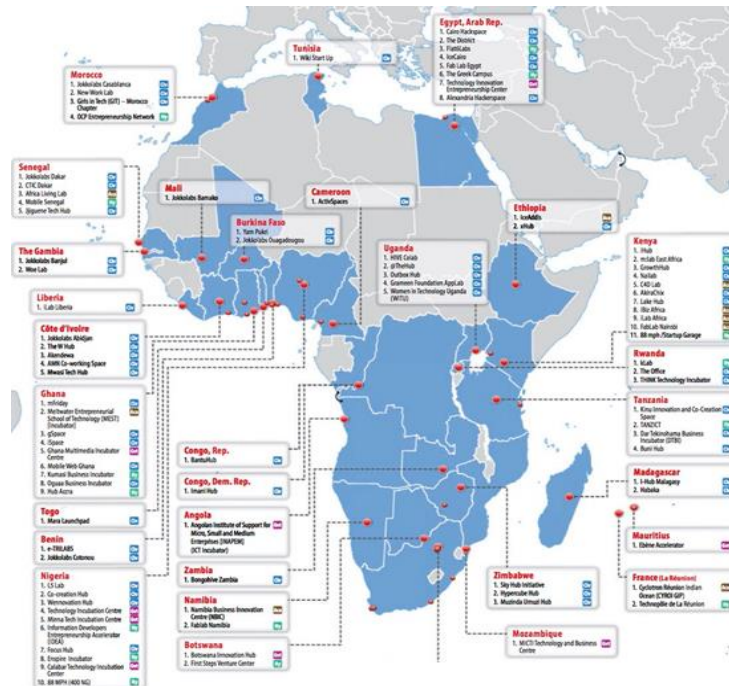 Tunisia
1. Wiki Start Up
Egypt, Arab Rep.
1. Cairo Hackspace
2. The District
3. Flat6Labs
4. IceCairo
5. Fab Lab Egypt
6. The Greek Campus
7. Technology Innovation
Entrepreneurship Center
8. Alexandria Hackerspace
Morocco
1. Jokkolabs Casablanca
2. New Work Lab
3. Girls in Tech (GIT) – Morocco
Chapter
4. OCP Entrepreneurship Network
Senegal
1. Jokkolabs Dakar
2. CTIC Dakar
3. Africa Living Lab
4. Mobile Senegal
5. Jjiguene Tech Hub
Mali
1. Jokkolabs Bamako
Cameroon
1. ActivSpaces
Burkina Faso
1. Yam Pukri
2. Jokkolabs Ouagadougou
Ethiopia
1. IceAddis
2. xHub
Uganda
1. HIVE Colab
2. @TheHub
3. Outbox Hub
4. Grameen Foundation AppLab
5. Women in Technology Uganda
(WITU)
Kenya
1. iHub
2. m:lab East Africa
3. GrowthHub
4. Nailab
5. C4D Lab
6. AkiraChix
7. Lake Hub
8. iBiz Africa
9. iLab Africa
10. FabLab Nairobi
11. 88 mph /Startup Garage
The Gambia
1. Jokkolabs Banjul
2. Woe Lab
Liberia
1. iLab Liberia
Côte d'Ivoire
1. Jokkolabs Abidjan
2. The W Hub
3. Akendewa
4. AMN Co-working Space
5. Mwasi Tech Hub
Rwanda
1. kLab
2. The Office
3. THINK Technology Incubator
Ghana
1. mFriday
2. Meltwater Entrepreneurial
School of Technology (MEST)
[Incubator]
3. gSpace
4. iSpace
5. Ghana Multimedia Incubator
Centre
6. Mobile Web Ghana
7. Kumasi Business Incubator
8. Oguaa Business Incubator
9. Hub Accra
Tanzania
1. Kinu Innovation and Co-Creation
Space
2. TANZICT
3. Dar Teknohama Business
Incubator (DTBi)
4. Buni Hub
Congo, Rep.
1. BantuHub
Congo, Dem. Rep.
1. Imani Hub
Madagascar
1. I-Hub Malagasy
2. Habaka
Togo
1. Mara Launchpad
Angola
1. Angolan Institute of Support for
Micro, Small and Medium
Enterprises (INAPEM)
(ICT Incubator)
Benin
1. e-TRILABS
2. Jokkolabs Cotonou
Mauritius
1. Ebène Accelerator
Zambia
1. Bongohive Zambia
Nigeria
1. LS Lab
2. Co-creation Hub
3. Wennovation Hub
4. Technology Incubation Centre
5. Minna Tech Incubation Centre
6. Information Developers
Entrepreneurship Accelerator
(IDEA)
7. Focus Hub
8. Enspire Incubator
9. Calabar Technology Incubation
Center
10. 88 MPH (400 NG)
Zimbabwe
1. Sky Hub Initiative
2. Hypercube Hub
3. Muzinda Umuzi Hub
France (La Réunion)
1. Cyclotron Réunion Indian
Ocean (CYROI GIP)
2. Technopôle de La Réunion
Namibia
1. Namibia Business Innovation
Centre (NBIC)
2. Fablab Namibia
Botswana
1. Botswana Innovation Hub
2. First Steps Venture Center
Mozambique
1. MICTI Technology and Business
Centre